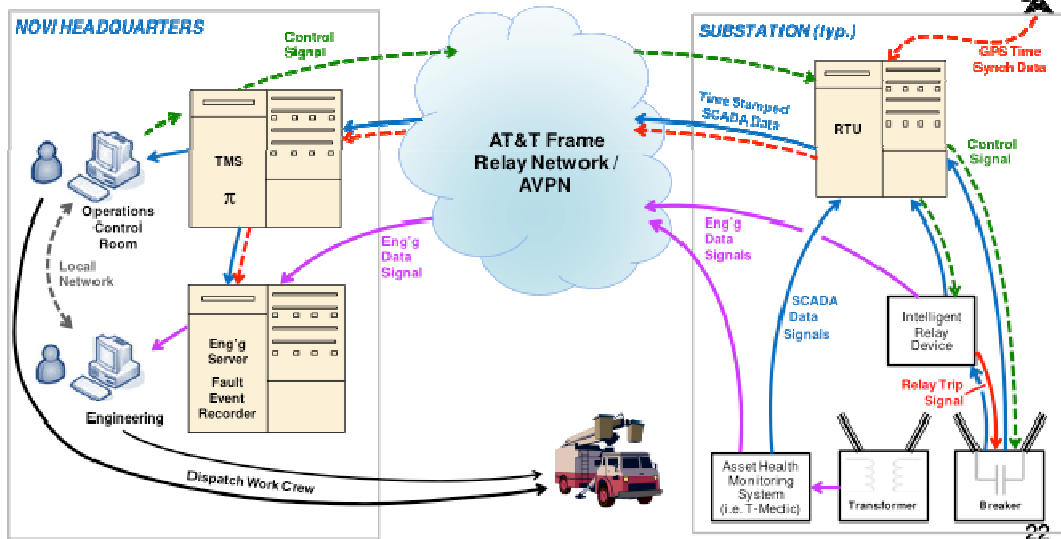 NOVI HEADQUARTERS
Control
Signal
SUBSTATION (typ.)
GPS Time
Synch Data
TMS
π
AT&T Frame
Relay Network /
AVPN
Time Stamped
SCADA Data
RTU
Control
Signal
Operations
Control
Room
Local
Network
Eng'g
Data
Signal
Eng'g
Data
Signals
SCADA
Data
Signals
Intelligent
Relay
Device
Eng'g
Server
Fault
Event
Recorder
Relay Trip
Signal
Engineering
Dispatch Work Crew
Asset Health
Monitoring
System
(i.e. T-Medic)
Transformer
Breaker
22